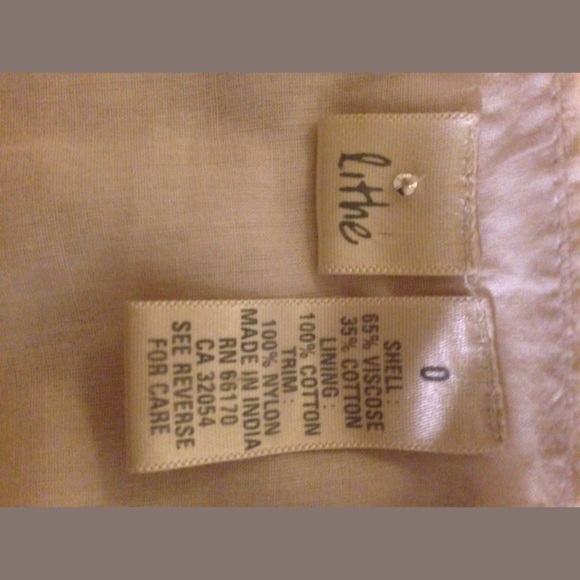 lithe
0
SHELL :
65% VISCOSE
35% COTTON
LINING :
100% COTTON
TRIM :
100% NYLON
MADE IN INDIA
RN 66170
CA 32054
SEE REVERSE
FOR CARE